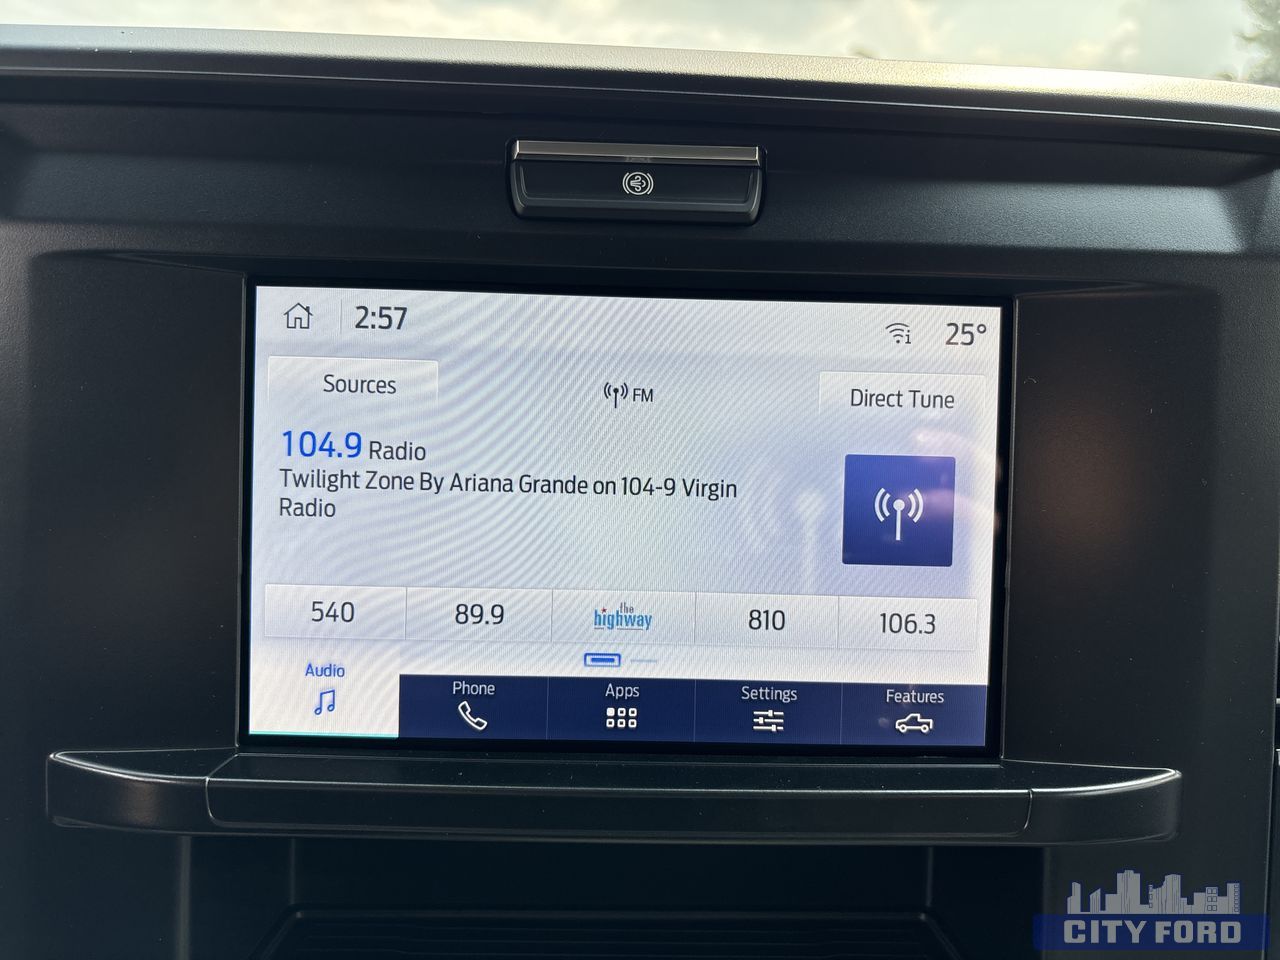 2:57
25°
Sources
FM
Direct Tune
104.9 Radio
Twilight Zone By Ariana Grande on 104-9 Virgin
Radio
540
89.9
the
highway
810
106.3
Audio
Phone
Apps
Settings
Features
CITY FORD